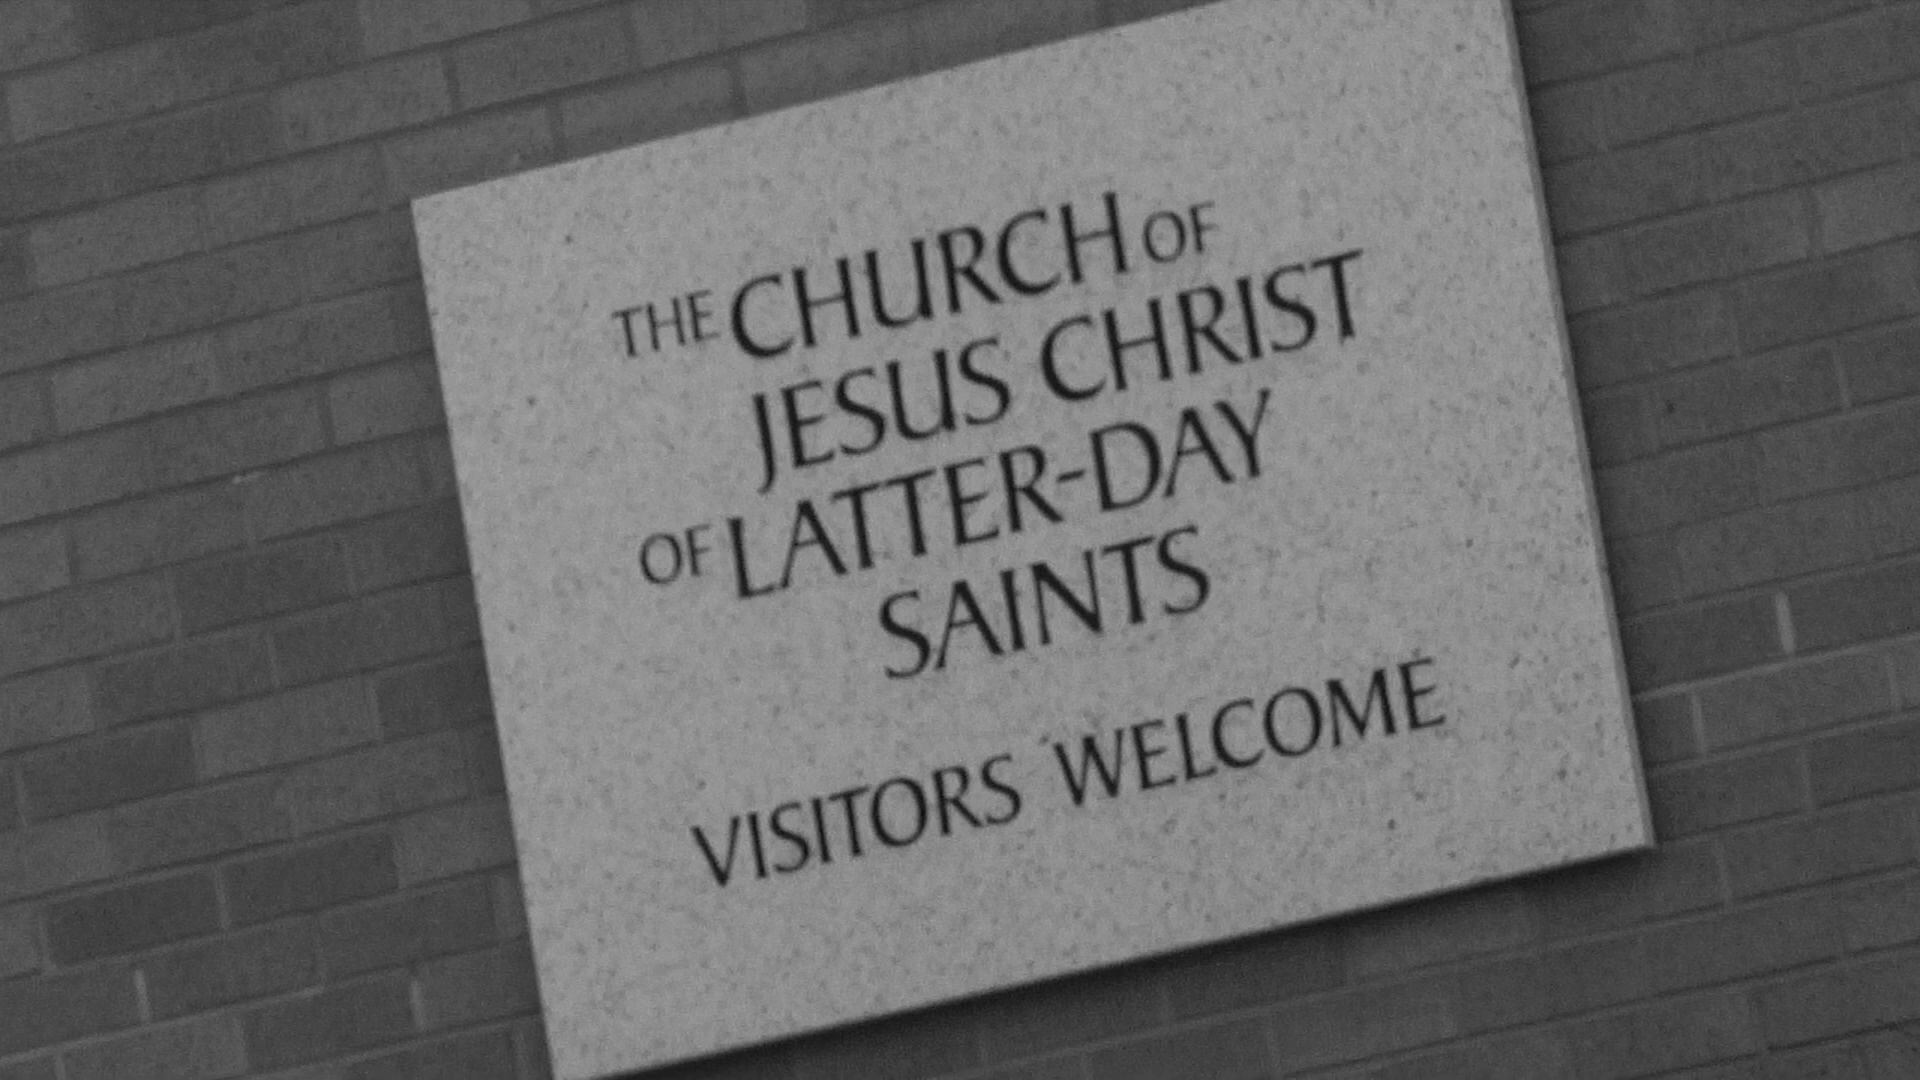 THE CHURCH OF
JESUS CHRIST
OF LATTER-DAY
SAINTS
VISITORS WELCOME